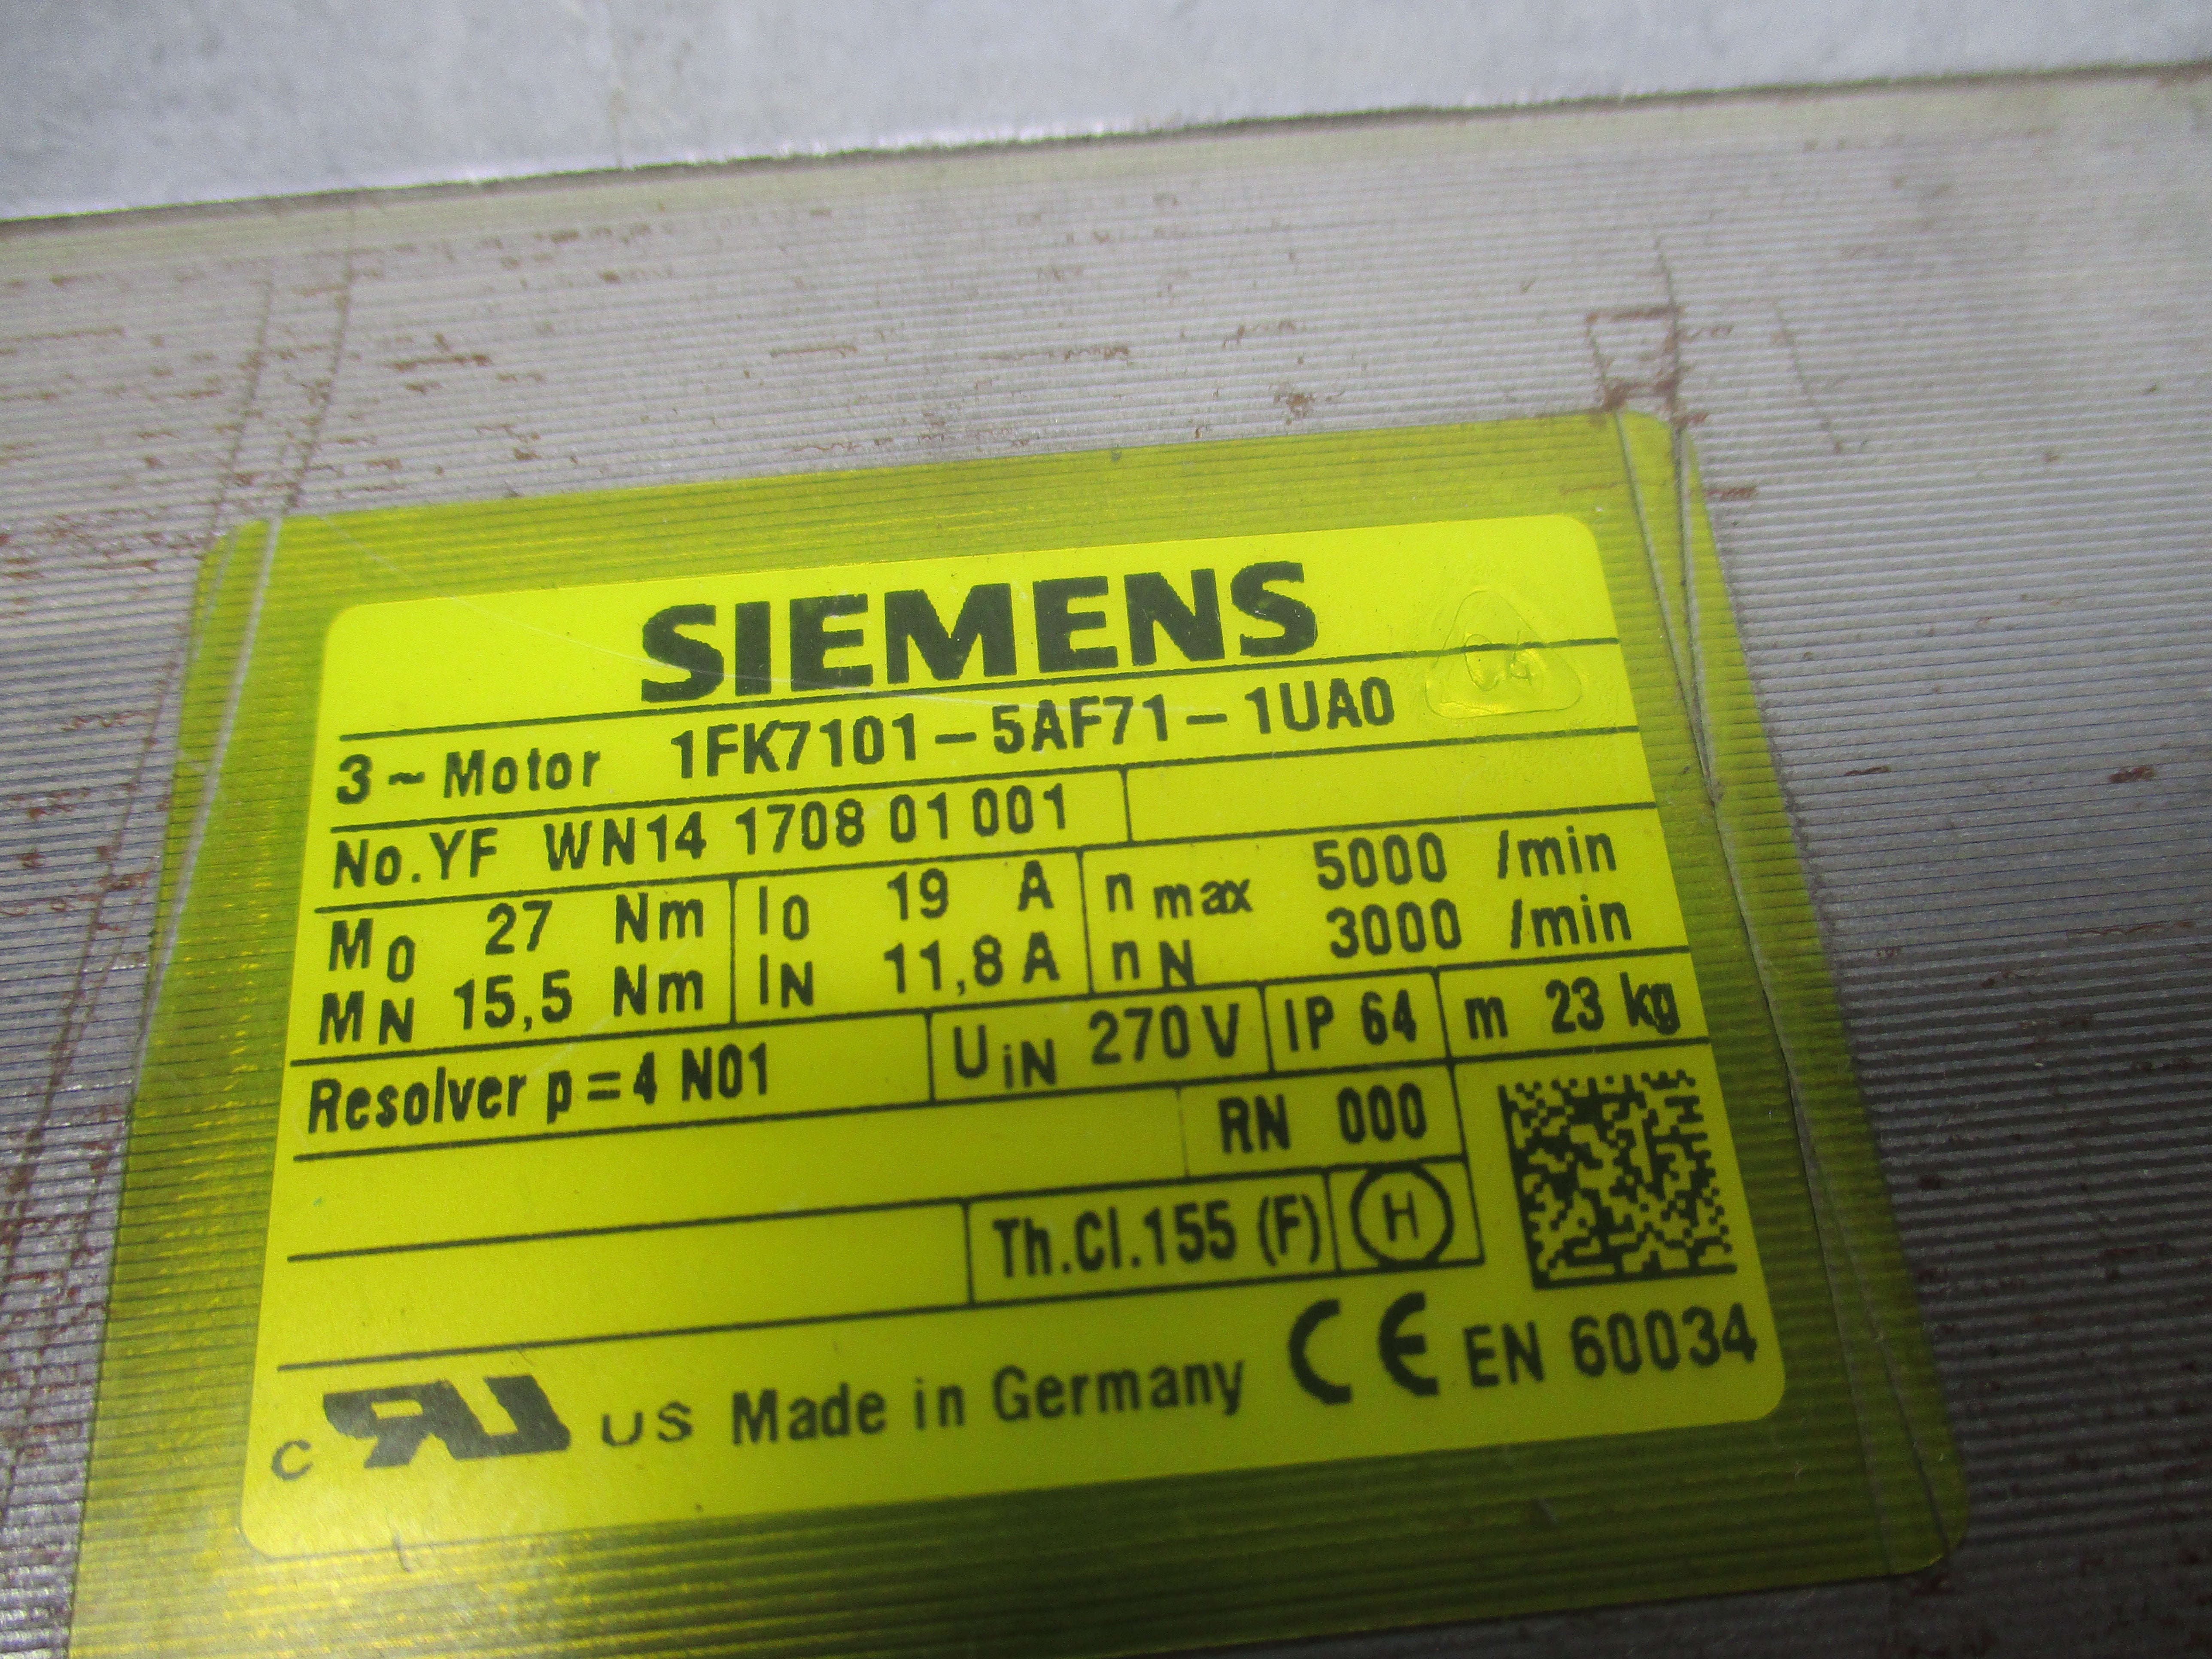 SIEMENS
3~Motor 1FK7101-5AF71-1UA0
No.YF WN14 1708 01 001
M0 27 Nm I0 19 A n max 5000 /min
MN 15,5 Nm IN 11,8 A nN 3000 /min
Resolver p=4 N01 UiN 270V IP 64 m 23 kg
RN 000
Th.Cl.155 (F) H
c RU US Made in Germany CE EN 60034